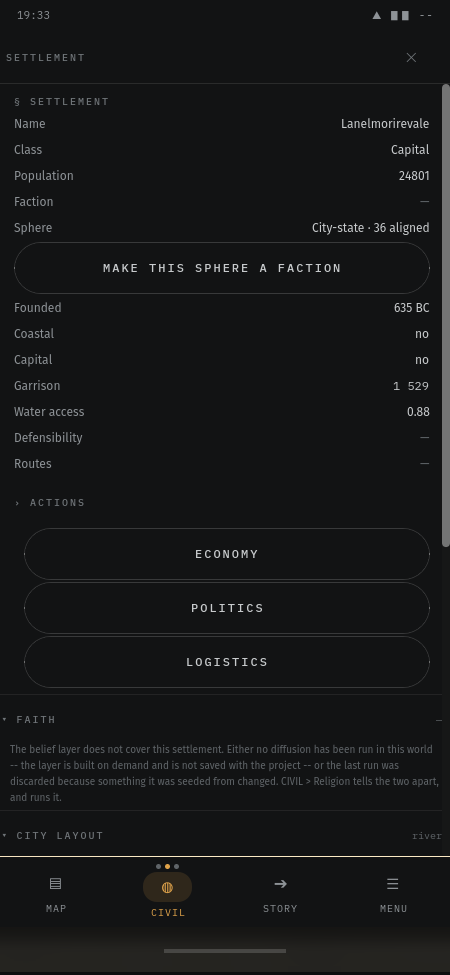 19:33
--
SETTLEMENT
§ SETTLEMENT
Name Lanelmorirevale
Class Capital
Population 24801
Faction —
Sphere City-state · 36 aligned
MAKE THIS SPHERE A FACTION
Founded 635 BC
Coastal no
Capital no
Garrison 1 529
Water access 0.88
Defensibility —
Routes —
› ACTIONS
ECONOMY
POLITICS
LOGISTICS
▾ FAITH —
The belief layer does not cover this settlement. Either no diffusion has been run in this world
-- the layer is built on demand and is not saved with the project -- or the last run was
discarded because something it was seeded from changed. CIVIL > Religion tells the two apart,
and runs it.
▾ CITY LAYOUT river
MAP CIVIL STORY MENU